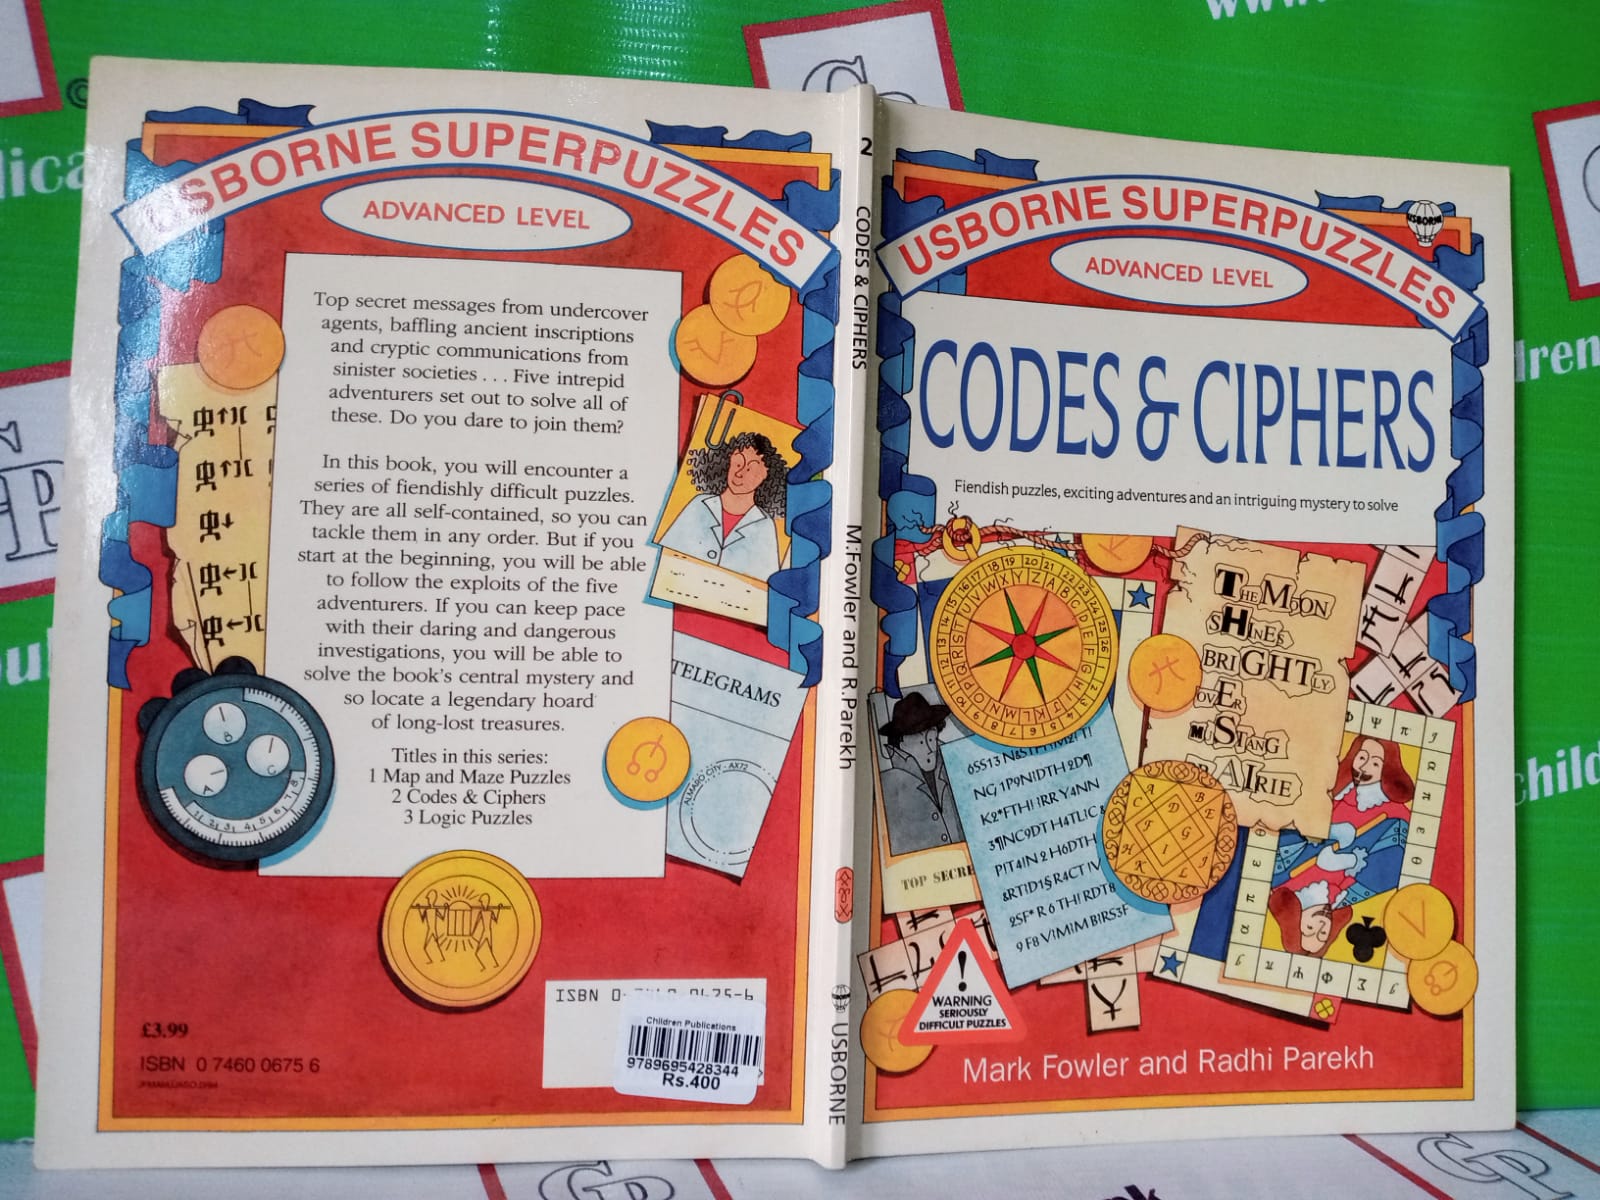 USBORNE SUPERPUZZLES
ADVANCED LEVEL
Top secret messages from undercover
agents, baffling ancient inscriptions
and cryptic communications from
sinister societies . . . Five intrepid
adventurers set out to solve all of
these. Do you dare to join them?
In this book, you will encounter a
series of fiendishly difficult puzzles.
They are all self-contained, so you can
tackle them in any order. But if you
start at the beginning, you will be able
to follow the exploits of the five
adventurers. If you can keep pace
with their daring and dangerous
investigations, you will be able to
solve the book's central mystery and
so locate a legendary hoard
of long-lost treasures.
Titles in this series:
1 Map and Maze Puzzles
2 Codes & Ciphers
3 Logic Puzzles
TELEGRAMS
ALMARO CITY - AX72
£3.99
ISBN 0 7460 0675 6
Children Publications
9789695428344
Rs.400
2
CODES & CIPHERS
M.Fowler and R.Parekh
USBORNE
USBORNE SUPERPUZZLES
USBORNE
ADVANCED LEVEL
CODES & CIPHERS
Fiendish puzzles, exciting adventures and an intriguing mystery to solve
THE MOON
SHINES
BRIGHTLY
OVER
MUSTANG
PRAIRIE
TOP SECRE
WARNING
SERIOUSLY
DIFFICULT PUZZLES
Mark Fowler and Radhi Parekh